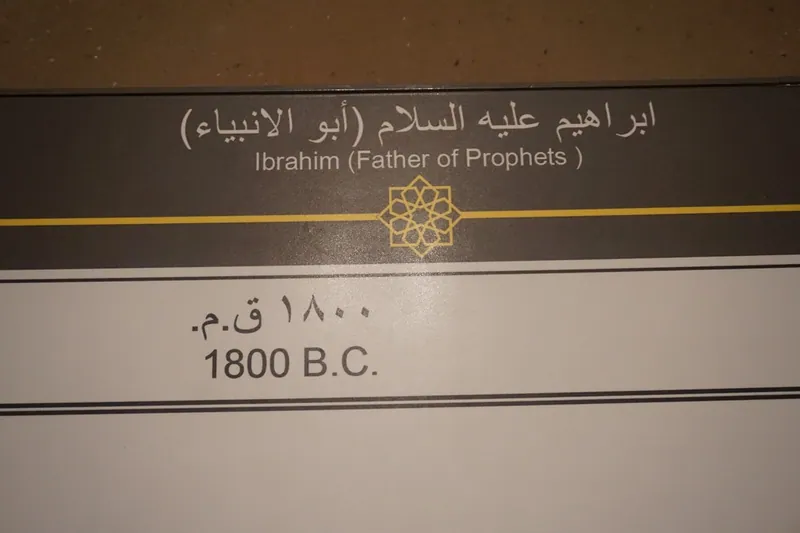 ابراهيم عليه السلام (أبو الانبياء)
Ibrahim (Father of Prophets )
١٨٠٠ ق.م.
1800 B.C.